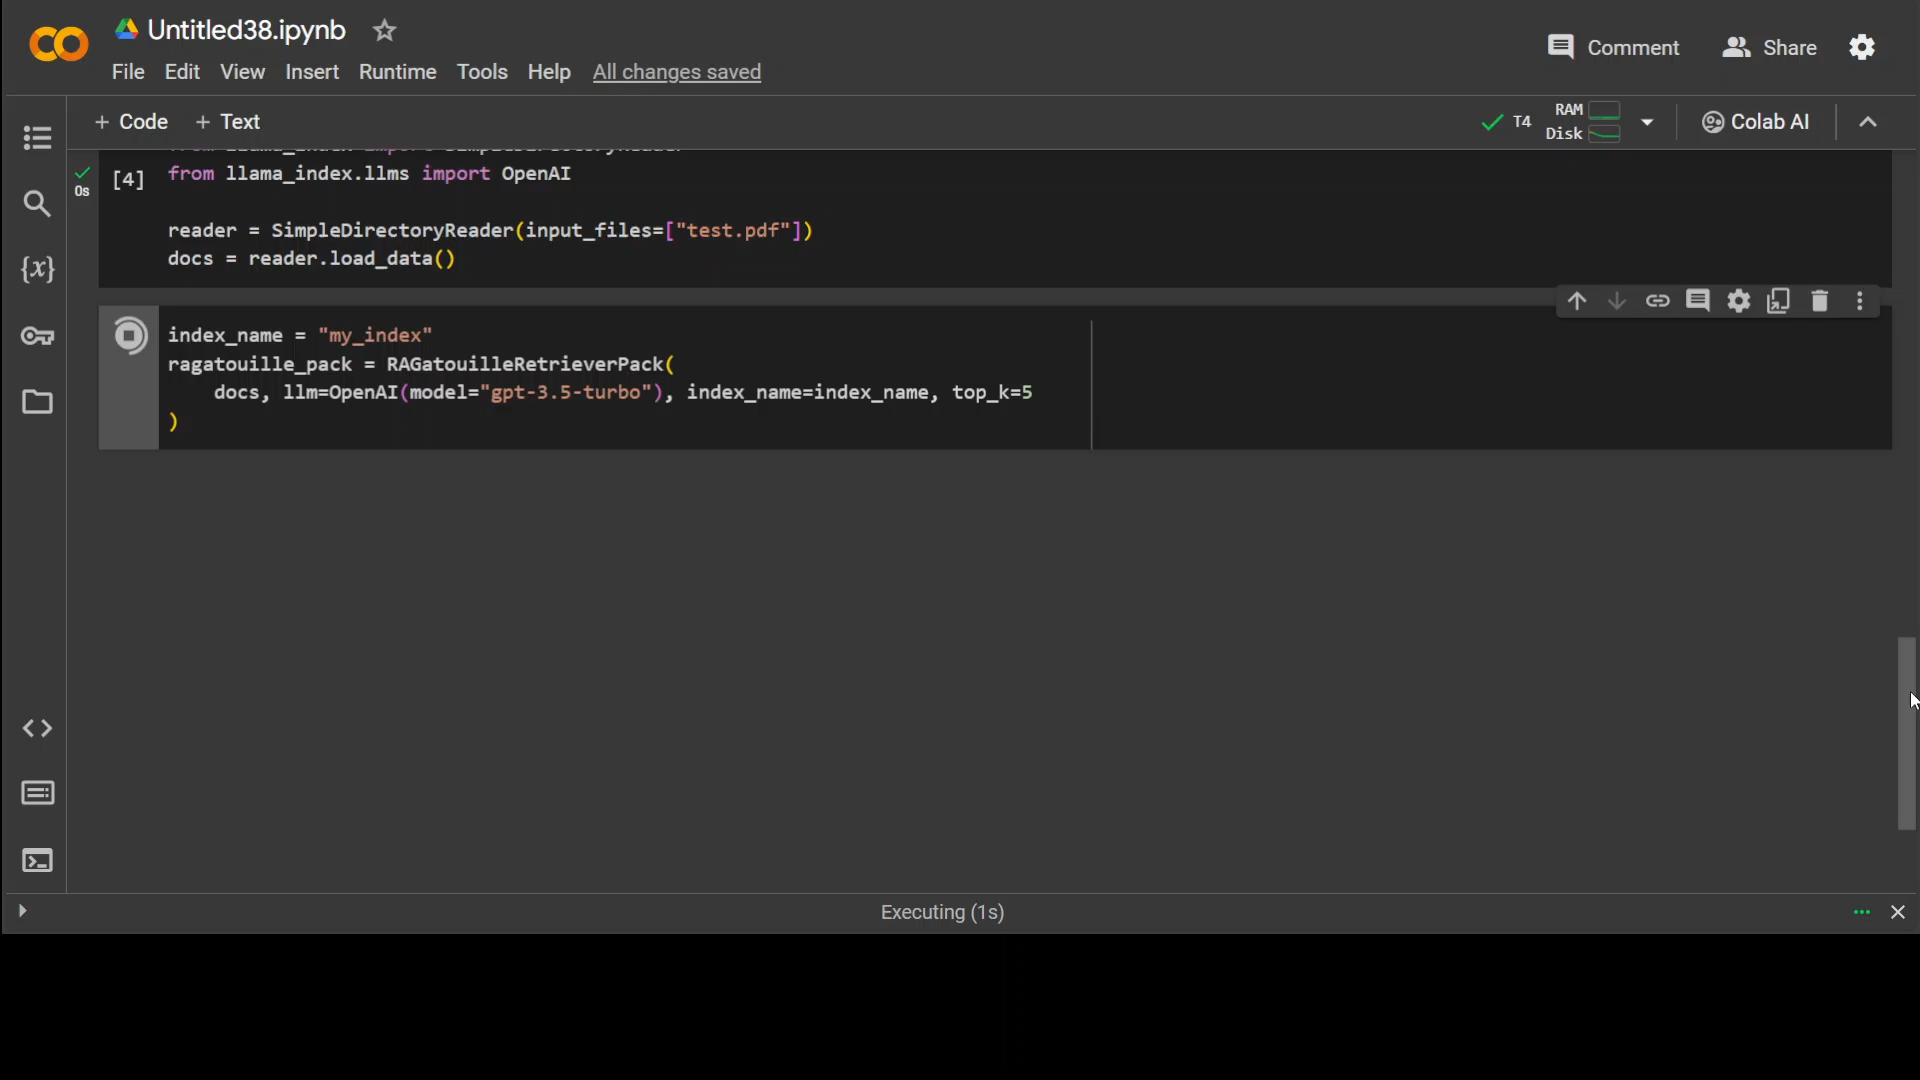 Untitled38.ipynb
File Edit View Insert Runtime Tools Help All changes saved
Comment Share
+ Code + Text
T4 RAM Disk
Colab AI
0s
[4] from llama_index.llms import OpenAI
reader = SimpleDirectoryReader(input_files=["test.pdf"])
docs = reader.load_data()
index_name = "my_index"
ragatouille_pack = RAGatouilleRetrieverPack(
docs, llm=OpenAI(model="gpt-3.5-turbo"), index_name=index_name, top_k=5
)
{x}
Executing (1s)